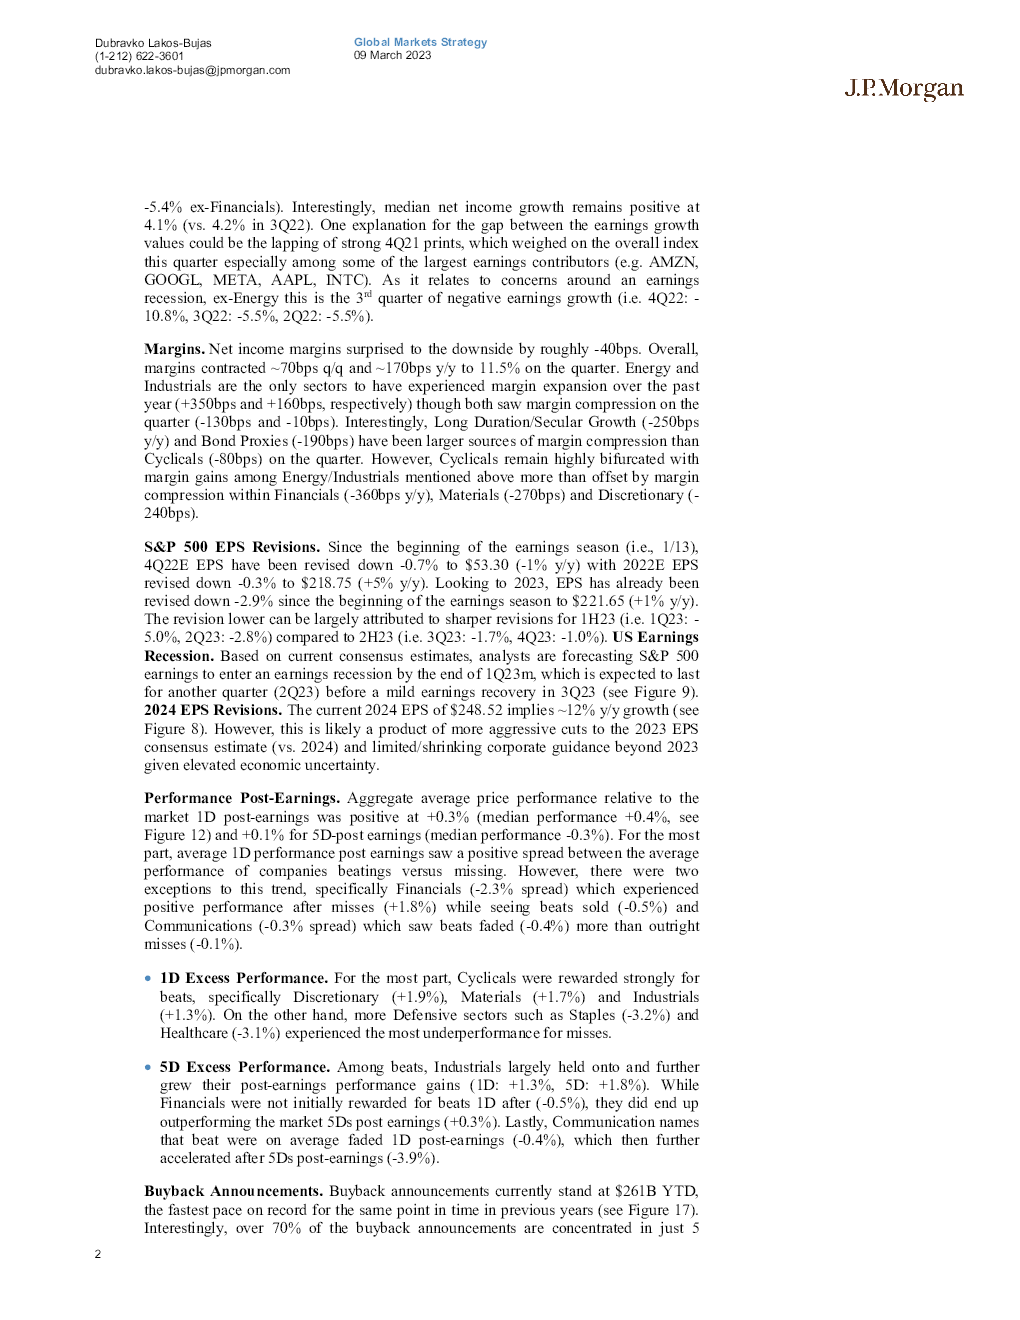 Dubravko Lakos-Bujas
(1-212) 622-3601
dubravko.lakos-bujas@jpmorgan.com
Global Markets Strategy
09 March 2023
J.P.Morgan
-5.4% ex-Financials). Interestingly, median net income growth remains positive at
4.1% (vs. 4.2% in 3Q22). One explanation for the gap between the earnings growth
values could be the lapping of strong 4Q21 prints, which weighed on the overall index
this quarter especially among some of the largest earnings contributors (e.g. AMZN,
GOOGL, META, AAPL, INTC). As it relates to concerns around an earnings
recession, ex-Energy this is the 3rd quarter of negative earnings growth (i.e. 4Q22: -
10.8%, 3Q22: -5.5%, 2Q22: -5.5%).
Margins. Net income margins surprised to the downside by roughly -40bps. Overall,
margins contracted ~70bps q/q and ~170bps y/y to 11.5% on the quarter. Energy and
Industrials are the only sectors to have experienced margin expansion over the past
year (+350bps and +160bps, respectively) though both saw margin compression on the
quarter (-130bps and -10bps). Interestingly, Long Duration/Secular Growth (-250bps
y/y) and Bond Proxies (-190bps) have been larger sources of margin compression than
Cyclicals (-80bps) on the quarter. However, Cyclicals remain highly bifurcated with
margin gains among Energy/Industrials mentioned above more than offset by margin
compression within Financials (-360bps y/y), Materials (-270bps) and Discretionary (-
240bps).
S&P 500 EPS Revisions. Since the beginning of the earnings season (i.e., 1/13),
4Q22E EPS have been revised down -0.7% to $53.30 (-1% y/y) with 2022E EPS
revised down -0.3% to $218.75 (+5% y/y). Looking to 2023, EPS has already been
revised down -2.9% since the beginning of the earnings season to $221.65 (+1% y/y).
The revision lower can be largely attributed to sharper revisions for 1H23 (i.e. 1Q23: -
5.0%, 2Q23: -2.8%) compared to 2H23 (i.e. 3Q23: -1.7%, 4Q23: -1.0%). US Earnings
Recession. Based on current consensus estimates, analysts are forecasting S&P 500
earnings to enter an earnings recession by the end of 1Q23m, which is expected to last
for another quarter (2Q23) before a mild earnings recovery in 3Q23 (see Figure 9).
2024 EPS Revisions. The current 2024 EPS of $248.52 implies ~12% y/y growth (see
Figure 8). However, this is likely a product of more aggressive cuts to the 2023 EPS
consensus estimate (vs. 2024) and limited/shrinking corporate guidance beyond 2023
given elevated economic uncertainty.
Performance Post-Earnings. Aggregate average price performance relative to the
market 1D post-earnings was positive at +0.3% (median performance +0.4%, see
Figure 12) and +0.1% for 5D-post earnings (median performance -0.3%). For the most
part, average 1D performance post earnings saw a positive spread between the average
performance of companies beatings versus missing. However, there were two
exceptions to this trend, specifically Financials (-2.3% spread) which experienced
positive performance after misses (+1.8%) while seeing beats sold (-0.5%) and
Communications (-0.3% spread) which saw beats faded (-0.4%) more than outright
misses (-0.1%).
• 1D Excess Performance. For the most part, Cyclicals were rewarded strongly for
beats, specifically Discretionary (+1.9%), Materials (+1.7%) and Industrials
(+1.3%). On the other hand, more Defensive sectors such as Staples (-3.2%) and
Healthcare (-3.1%) experienced the most underperformance for misses.
• 5D Excess Performance. Among beats, Industrials largely held onto and further
grew their post-earnings performance gains (1D: +1.3%, 5D: +1.8%). While
Financials were not initially rewarded for beats 1D after (-0.5%), they did end up
outperforming the market 5Ds post earnings (+0.3%). Lastly, Communication names
that beat were on average faded 1D post-earnings (-0.4%), which then further
accelerated after 5Ds post-earnings (-3.9%).
Buyback Announcements. Buyback announcements currently stand at $261B YTD,
the fastest pace on record for the same point in time in previous years (see Figure 17).
Interestingly, over 70% of the buyback announcements are concentrated in just 5
2